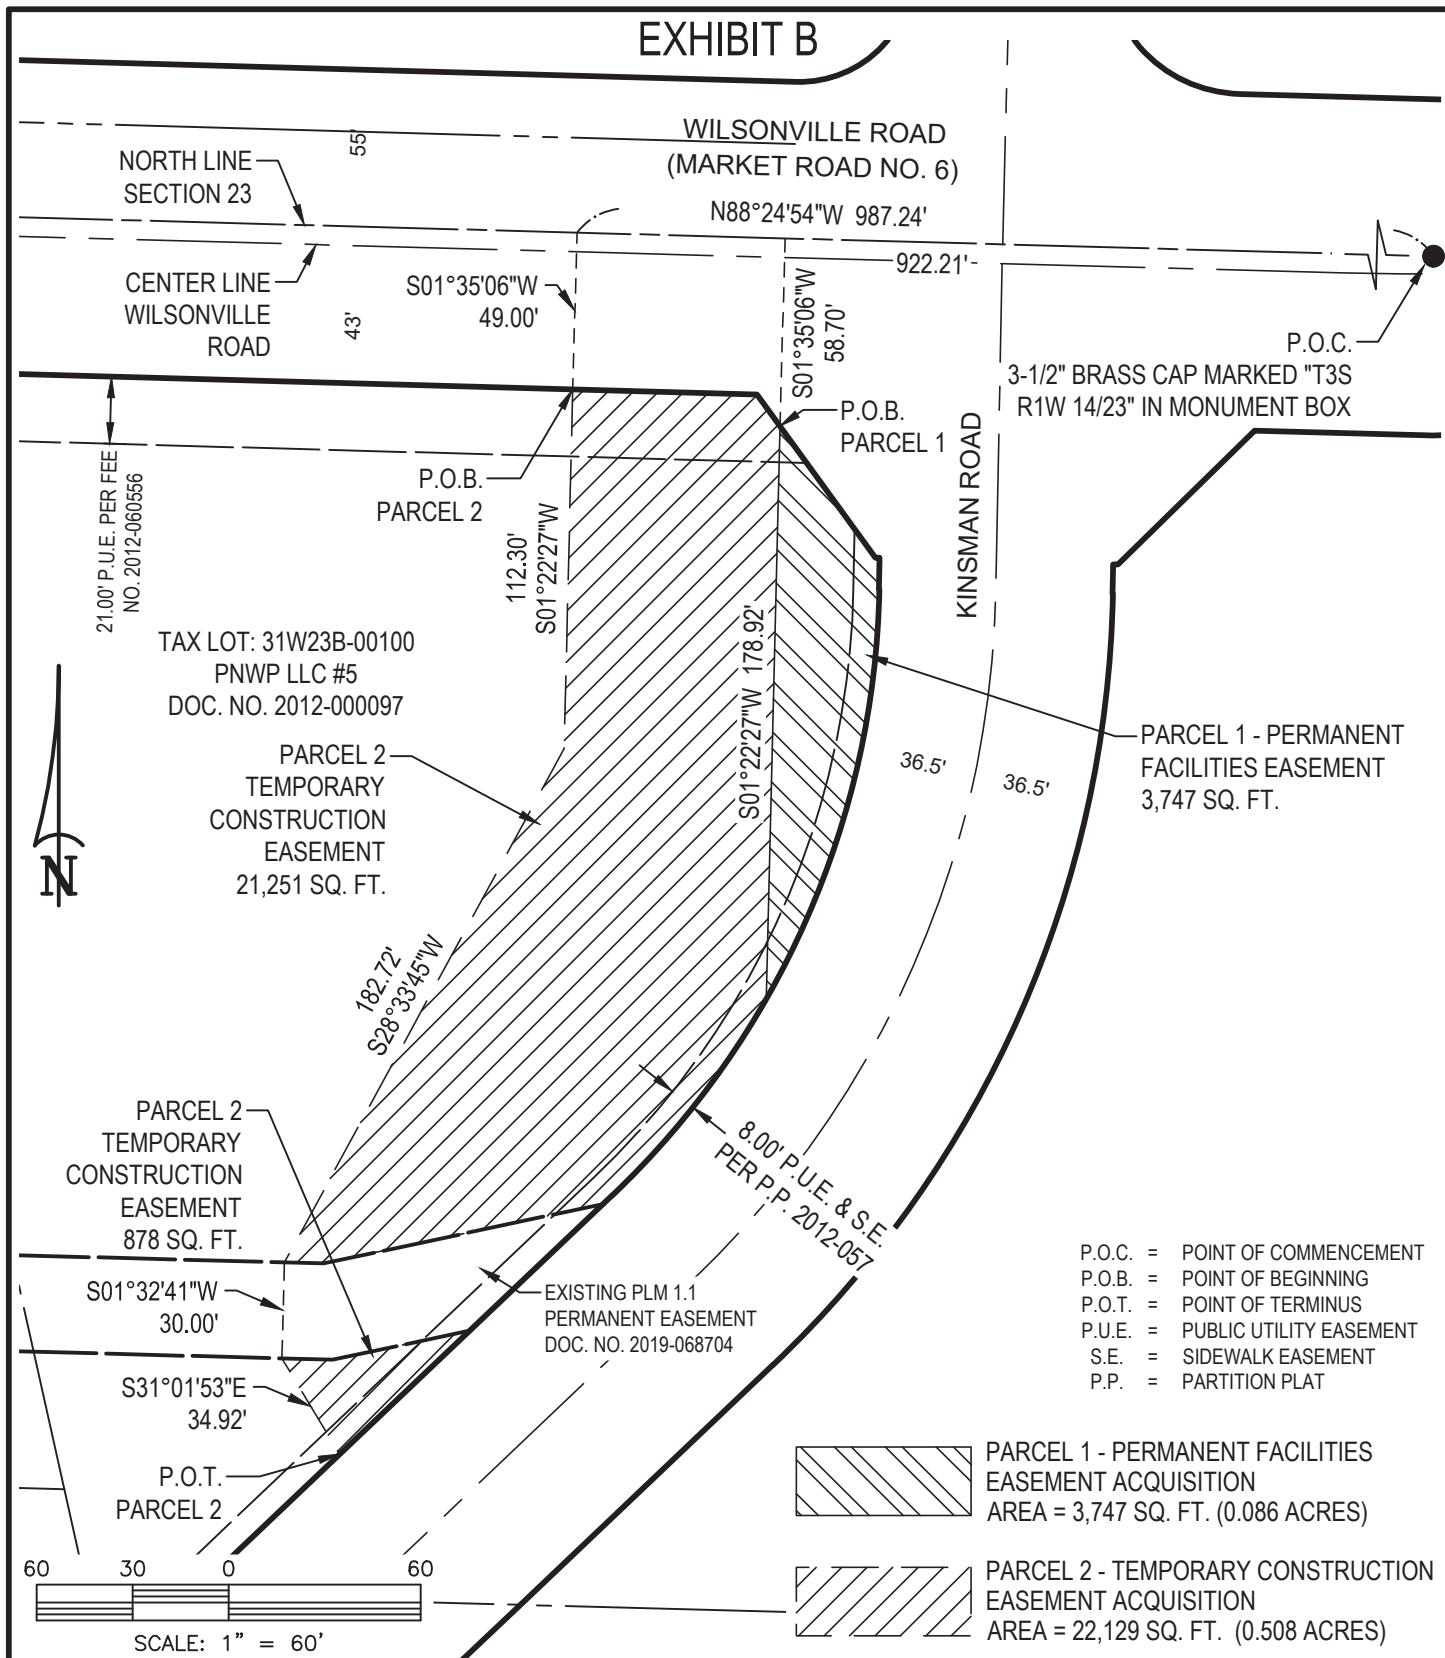 EXHIBIT B
WILSONVILLE ROAD
(MARKET ROAD NO. 6)
55'
NORTH LINE
SECTION 23
N88°24'54"W 987.24'
922.21'
CENTER LINE
WILSONVILLE
ROAD
43'
S01°35'06"W
49.00'
S01°35'06"W
58.70'
P.O.C.
3-1/2" BRASS CAP MARKED "T3S
R1W 14/23" IN MONUMENT BOX
P.O.B.
PARCEL 1
P.O.B.
PARCEL 2
KINSMAN ROAD
21.00' P.U.E. PER FEE
NO. 2012-060556
112.30'
S01°22'27"W
S01°22'27"W 178.92'
TAX LOT: 31W23B-00100
PNWP LLC #5
DOC. NO. 2012-000097
PARCEL 2
TEMPORARY
CONSTRUCTION
EASEMENT
21,251 SQ. FT.
36.5'
36.5'
PARCEL 1 - PERMANENT
FACILITIES EASEMENT
3,747 SQ. FT.
N
182.72'
S28°33'45"W
PARCEL 2
TEMPORARY
CONSTRUCTION
EASEMENT
878 SQ. FT.
8.00' P.U.E. & S.E.
PER P.P. 2012-057
S01°32'41"W
30.00'
EXISTING PLM 1.1
PERMANENT EASEMENT
DOC. NO. 2019-068704
S31°01'53"E
34.92'
P.O.T.
PARCEL 2
P.O.C. = POINT OF COMMENCEMENT
P.O.B. = POINT OF BEGINNING
P.O.T. = POINT OF TERMINUS
P.U.E. = PUBLIC UTILITY EASEMENT
S.E. = SIDEWALK EASEMENT
P.P. = PARTITION PLAT
PARCEL 1 - PERMANENT FACILITIES
EASEMENT ACQUISITION
AREA = 3,747 SQ. FT. (0.086 ACRES)
PARCEL 2 - TEMPORARY CONSTRUCTION
EASEMENT ACQUISITION
AREA = 22,129 SQ. FT. (0.508 ACRES)
60 30 0 60
SCALE: 1" = 60'